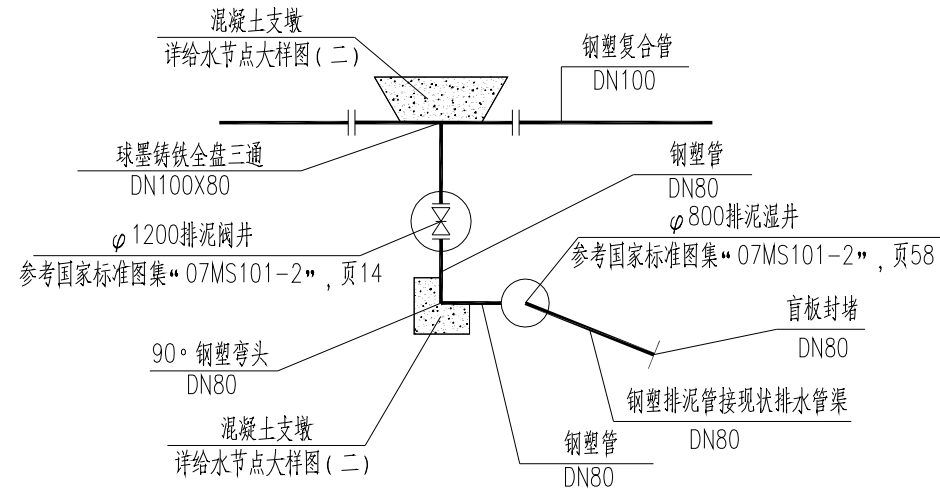 混凝土支墩
详给水节点大样图(二)
钢塑复合管
DN100
球墨铸铁全盘三通
DN100X80
钢塑管
DN80
φ1200排泥阀井
参考国家标准图集“07MS101-2”,页14
φ800排泥湿井
参考国家标准图集“07MS101-2”,页58
盲板封堵
DN80
90°钢塑弯头
DN80
钢塑排泥管接现状排水管渠
DN80
混凝土支墩
详给水节点大样图(二)
钢塑管
DN80